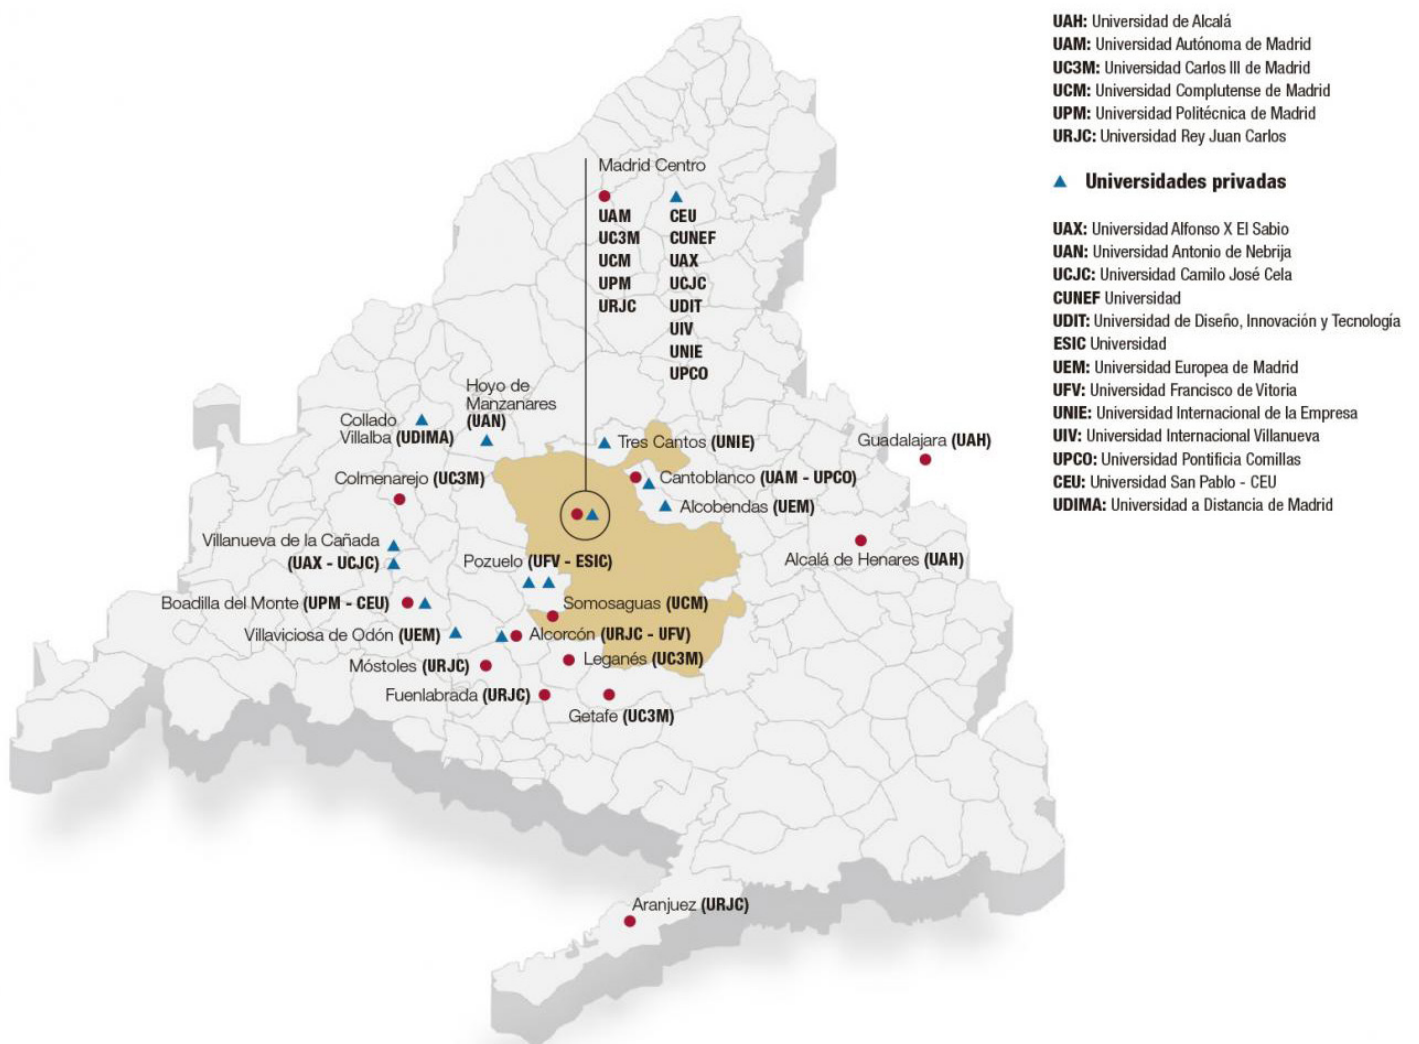 UAH: Universidad de Alcalá
UAM: Universidad Autónoma de Madrid
UC3M: Universidad Carlos III de Madrid
UCM: Universidad Complutense de Madrid
UPM: Universidad Politécnica de Madrid
URJC: Universidad Rey Juan Carlos
Universidades privadas
UAX: Universidad Alfonso X El Sabio
UAN: Universidad Antonio de Nebrija
UCJC: Universidad Camilo José Cela
CUNEF Universidad
UDIT: Universidad de Diseño, Innovación y Tecnología
ESIC Universidad
UEM: Universidad Europea de Madrid
UFV: Universidad Francisco de Vitoria
UNIE: Universidad Internacional de la Empresa
UIV: Universidad Internacional Villanueva
UPCO: Universidad Pontificia Comillas
CEU: Universidad San Pablo - CEU
UDIMA: Universidad a Distancia de Madrid
Madrid Centro
UAM
UC3M
UCM
UPM
URJC
CEU
CUNEF
UAX
UCJC
UDIT
UIV
UNIE
UPCO
Hoyo de
Manzanares
(UAN)
Collado
Villalba (UDIMA)
Tres Cantos (UNIE)
Guadalajara (UAH)
Colmenarejo (UC3M)
Cantoblanco (UAM - UPCO)
Alcobendas (UEM)
Villanueva de la Cañada
(UAX - UCJC)
Pozuelo (UFV - ESIC)
Alcalá de Henares (UAH)
Boadilla del Monte (UPM - CEU)
Somosaguas (UCM)
Villaviciosa de Odón (UEM)
Alcorcón (URJC - UFV)
Móstoles (URJC)
Leganés (UC3M)
Fuenlabrada (URJC)
Getafe (UC3M)
Aranjuez (URJC)